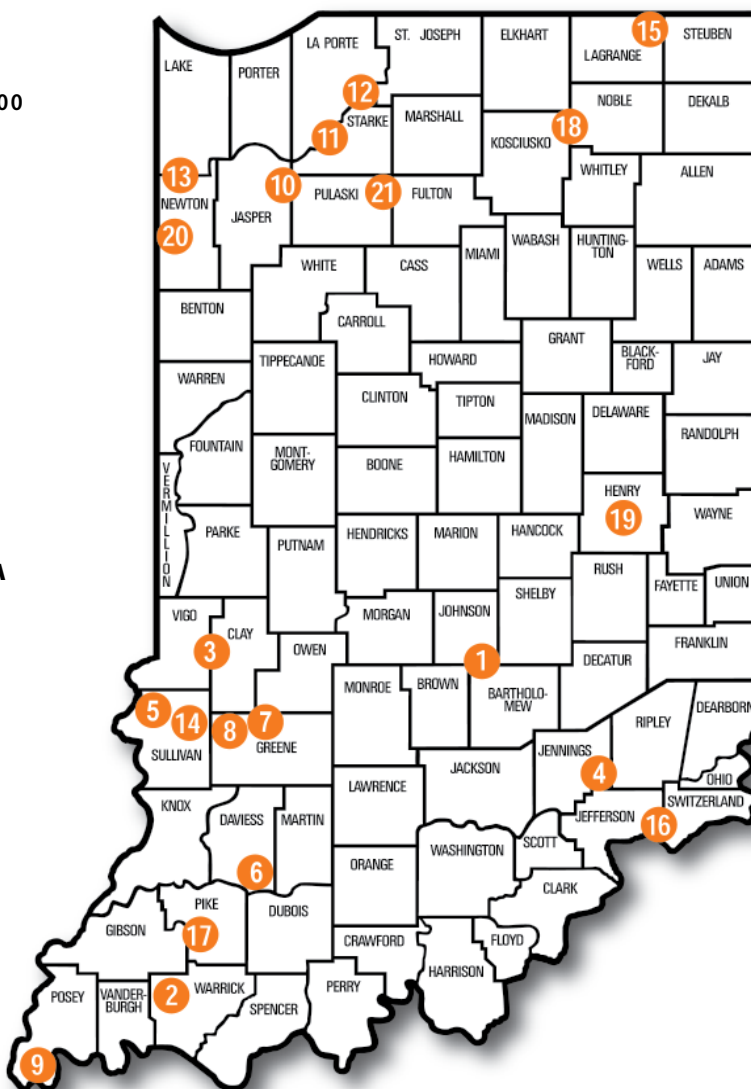 00
A
LAKE
PORTER
LA PORTE
ST. JOSEPH
ELKHART
15
LAGRANGE
STEUBEN
12
11
STARKE
MARSHALL
18
KOSCIUSKO
NOBLE
DEKALB
13
NEWTON
20
10
JASPER
PULASKI
21
FULTON
WHITLEY
ALLEN
WHITE
CASS
MIAMI
WABASH
HUNTING-
TON
WELLS
ADAMS
BENTON
CARROLL
GRANT
WARREN
TIPPECANOE
HOWARD
BLACK-
FORD
JAY
CLINTON
TIPTON
MADISON
DELAWARE
RANDOLPH
FOUNTAIN
MONT-
GOMERY
BOONE
HAMILTON
VERMILLION
HENRY
19
WAYNE
PARKE
PUTNAM
HENDRICKS
MARION
HANCOCK
RUSH
FAYETTE
UNION
VIGO
3
CLAY
OWEN
MORGAN
JOHNSON
SHELBY
FRANKLIN
1
DECATUR
MONROE
BROWN
BARTHOLO-
MEW
5
14
SULLIVAN
8
7
GREENE
RIPLEY
DEARBORN
JENNINGS
4
OHIO
JACKSON
LAWRENCE
KNOX
DAVIESS
6
MARTIN
JEFFERSON
16
SWITZERLAND
WASHINGTON
SCOTT
ORANGE
CLARK
PIKE
17
DUBOIS
GIBSON
CRAWFORD
FLOYD
HARRISON
POSEY
VANDER-
BURGH
2
WARRICK
SPENCER
PERRY
9